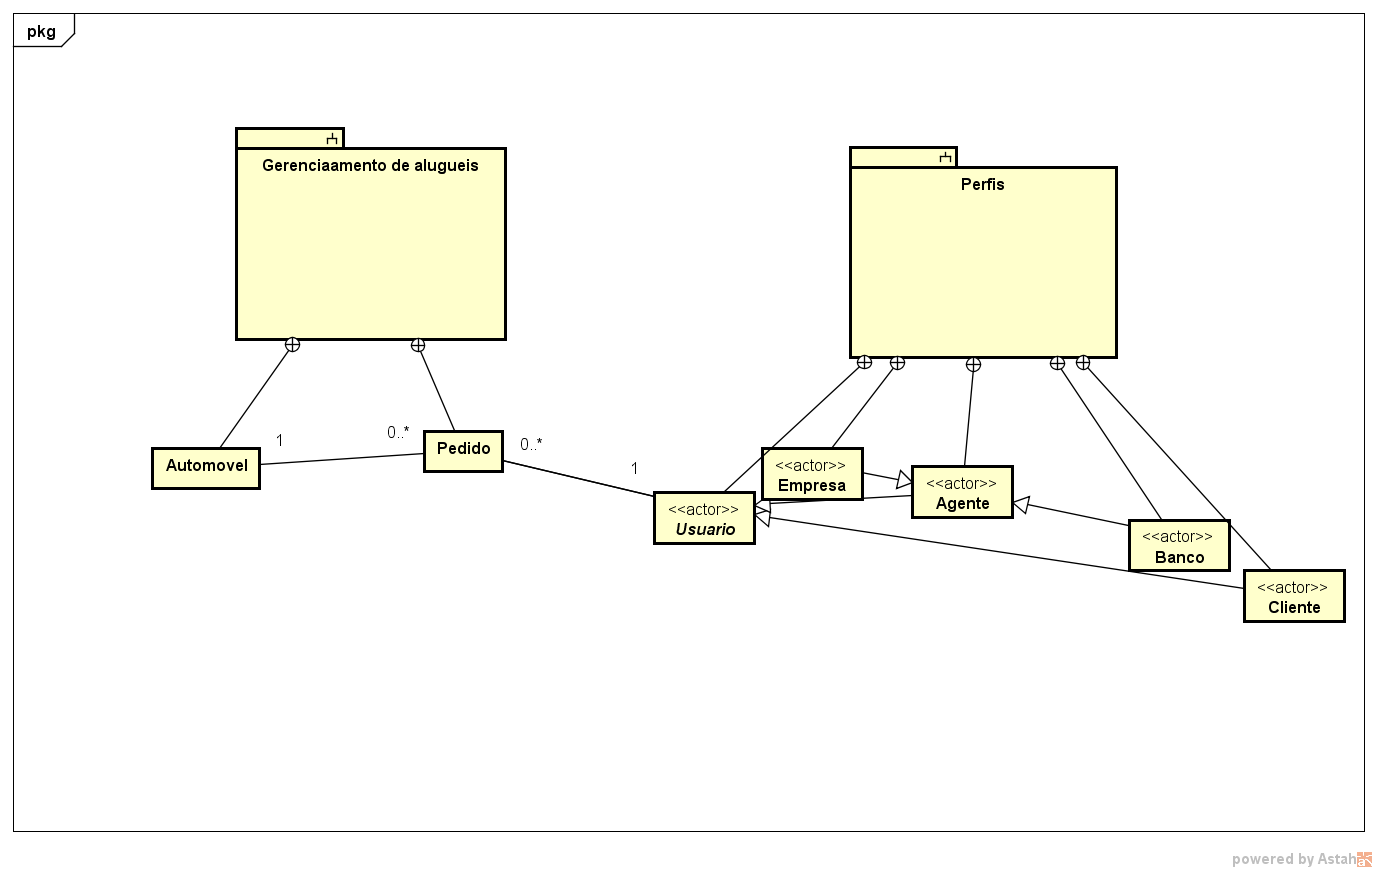 pkg
Gerenciaamento de alugueis
Perfis
1
0..*
Pedido
0..*
Automovel
1
<<actor>>
Empresa
<<actor>>
Agente
<<actor>>
Usuario
<<actor>>
Banco
<<actor>>
Cliente
powered by Astah